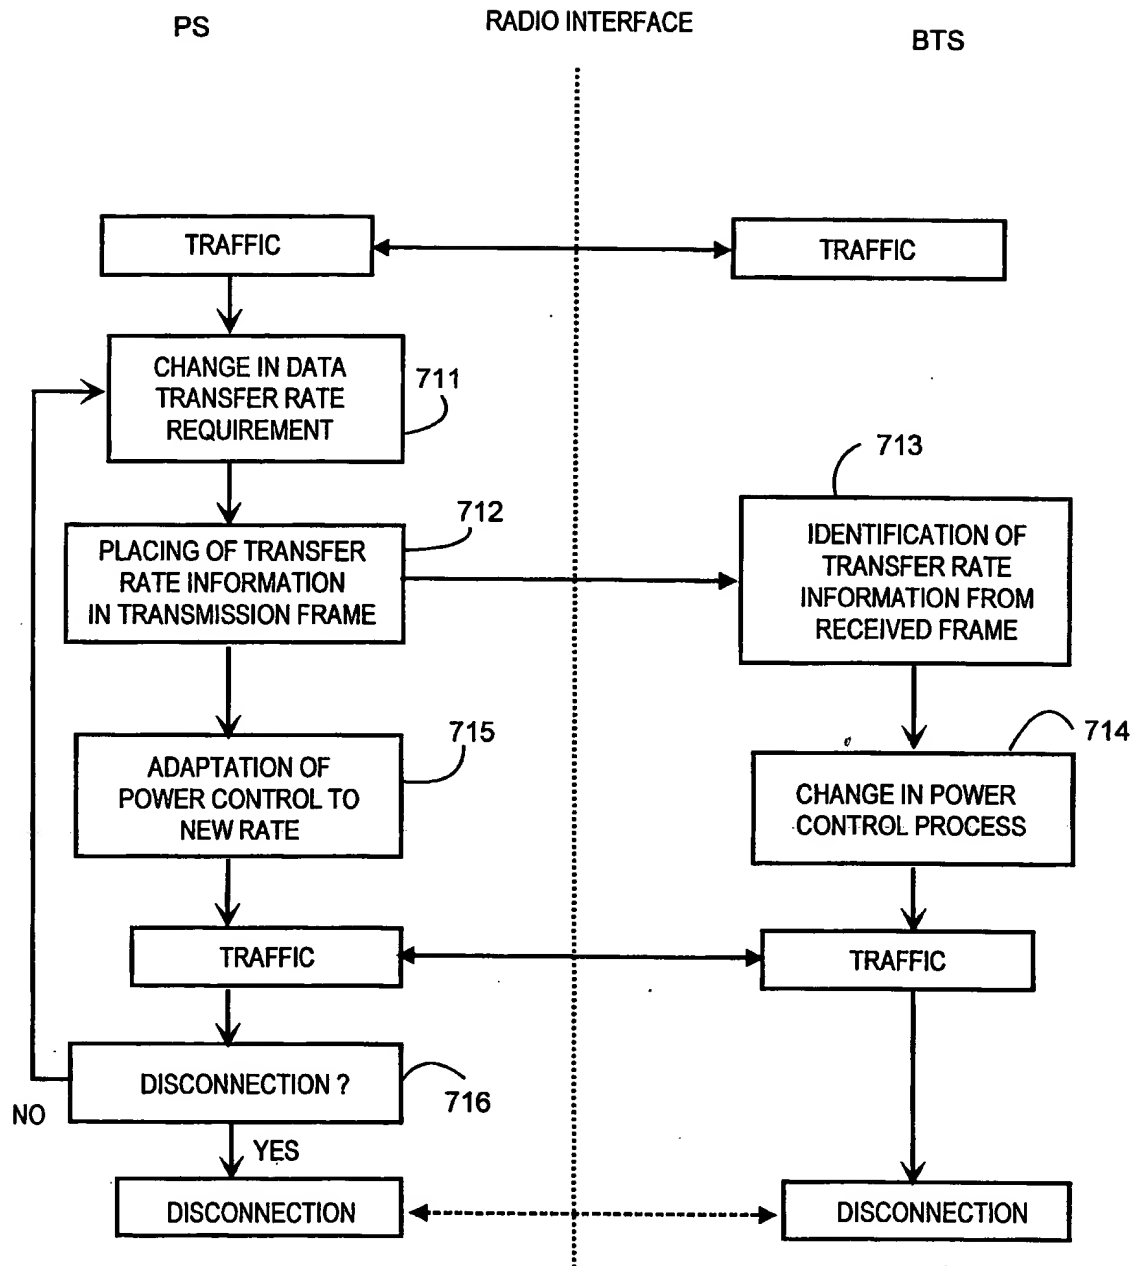 PS
RADIO INTERFACE
BTS
TRAFFIC
TRAFFIC
CHANGE IN DATA
TRANSFER RATE
REQUIREMENT
711
712
PLACING OF TRANSFER
RATE INFORMATION
IN TRANSMISSION FRAME
713
IDENTIFICATION OF
TRANSFER RATE
INFORMATION FROM
RECEIVED FRAME
715
ADAPTATION OF
POWER CONTROL TO
NEW RATE
714
CHANGE IN POWER
CONTROL PROCESS
TRAFFIC
TRAFFIC
DISCONNECTION ?
716
NO
YES
DISCONNECTION
DISCONNECTION